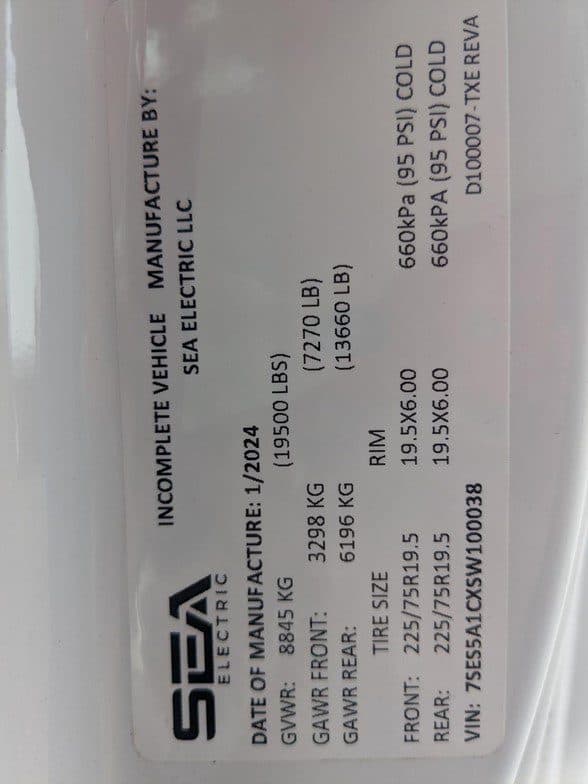 SEA
ELECTRIC
INCOMPLETE VEHICLE MANUFACTURE BY:
SEA ELECTRIC LLC
DATE OF MANUFACTURE: 1/2024
GVWR: 8845 KG (19500 LBS)
GAWR FRONT: 3298 KG (7270 LB)
GAWR REAR: 6196 KG (13660 LB)
TIRE SIZE RIM
FRONT: 225/75R19.5 19.5X6.00 660kPa (95 PSI) COLD
REAR: 225/75R19.5 19.5X6.00 660kPA (95 PSI) COLD
VIN: 7SES5A1CXSW100038 D100007-TXE REVA